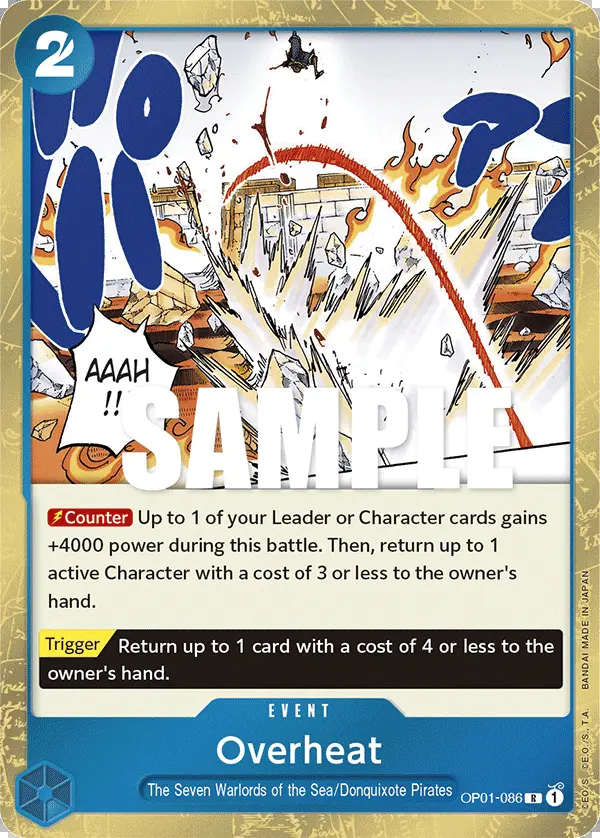 2
AAAH
!!
SAMPLE
Counter Up to 1 of your Leader or Character cards gains
+4000 power during this battle. Then, return up to 1
active Character with a cost of 3 or less to the owner's
hand.
Trigger Return up to 1 card with a cost of 4 or less to the
owner's hand.
EVENT
Overheat
The Seven Warlords of the Sea/Donquixote Pirates
OP01-086 R 1
©E.O./S. ©E.O./S., T.A. BANDAI MADE IN JAPAN